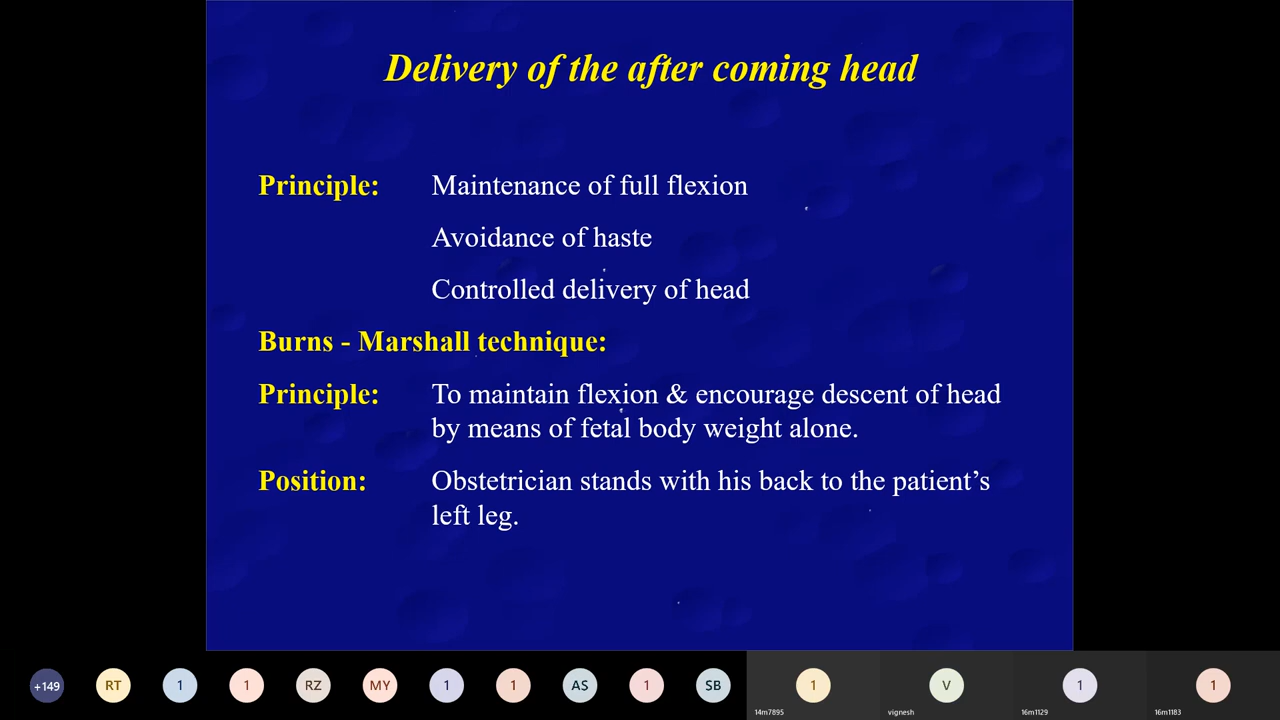 Delivery of the after coming head
Principle: Maintenance of full flexion
Avoidance of haste
Controlled delivery of head
Burns - Marshall technique:
Principle: To maintain flexion & encourage descent of head
by means of fetal body weight alone.
Position: Obstetrician stands with his back to the patient’s
left leg.
+149 RT 1 1 RZ MY 1 1 AS 1 SB 1 V 1 1
14m7895 vignesh 16m1129 16m1183